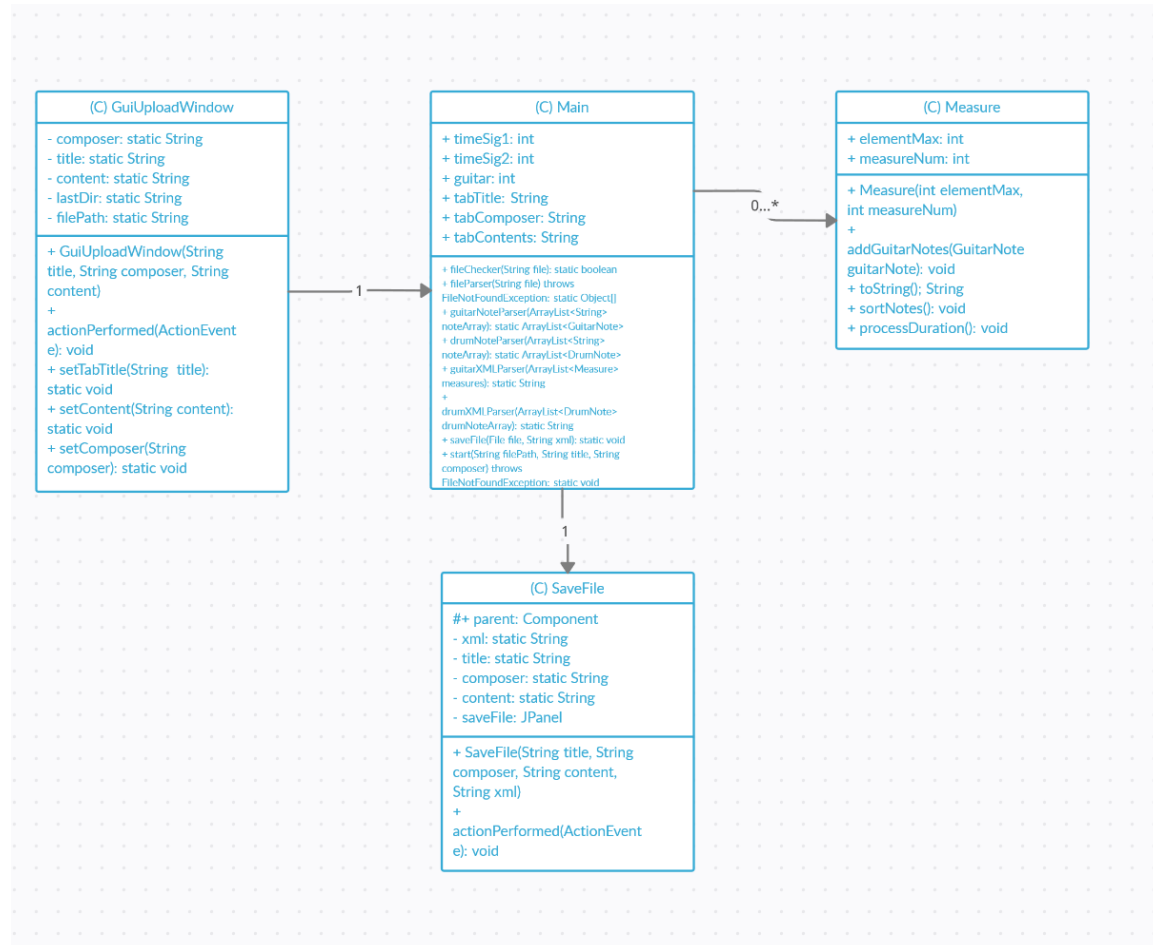 (C) GuiUploadWindow
- composer: static String
- title: static String
- content: static String
- lastDir: static String
- filePath: static String
+ GuiUploadWindow(String
title, String composer, String
content)
+
actionPerformed(ActionEvent
e): void
+ setTabTitle(String title):
static void
+ setContent(String content):
static void
+ setComposer(String
composer): static void
1
(C) Main
+ timeSig1: int
+ timeSig2: int
+ guitar: int
+ tabTitle: String
+ tabComposer: String
+ tabContents: String
+ fileChecker(String file): static boolean
+ fileParser(String file) throws
FileNotFoundException: static Object[]
+ guitarNoteParser(ArrayList<String>
noteArray): static ArrayList<GuitarNote>
+ drumNoteParser(ArrayList<String>
noteArray): static ArrayList<DrumNote>
+ guitarXMLParser(ArrayList<Measure>
measures): static String
+
drumXMLParser(ArrayList<DrumNote>
drumNoteArray): static String
+ saveFile(File file, String xml): static void
+ start(String filePath, String title, String
composer) throws
FileNotFoundException: static void
0...*
(C) Measure
+ elementMax: int
+ measureNum: int
+ Measure(int elementMax,
int measureNum)
+
addGuitarNotes(GuitarNote
guitarNote): void
+ toString(); String
+ sortNotes(): void
+ processDuration(): void
1
(C) SaveFile
#+ parent: Component
- xml: static String
- title: static String
- composer: static String
- content: static String
- saveFile: JPanel
+ SaveFile(String title, String
composer, String content,
String xml)
+
actionPerformed(ActionEvent
e): void